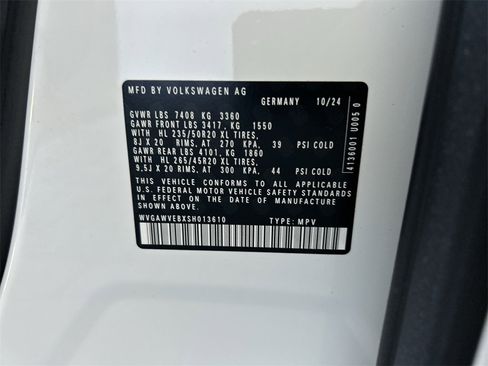 MFD BY VOLKSWAGEN AG
GERMANY 10/24
GVWR LBS 7408 KG 3360
GAWR FRONT LBS 3417, KG 1550
WITH HL 235/50R20 XL TIRES,
8J X 20 RIMS, AT 270 KPA, 39 PSI COLD
GAWR REAR LBS 4101, KG 1860
WITH HL 265/45R20 XL TIRES,
9,5J X 20 RIMS, AT 300 KPA, 44 PSI COLD
THIS VEHICLE CONFORMS TO ALL APPLICABLE
U.S. FEDERAL MOTOR VEHICLE SAFETY STANDARDS
IN EFFECT ON THE DATE OF MANUFACTURE
SHOWN ABOVE.
WVGAWVEBXSH013610 TYPE: MPV
4136001 U005 0